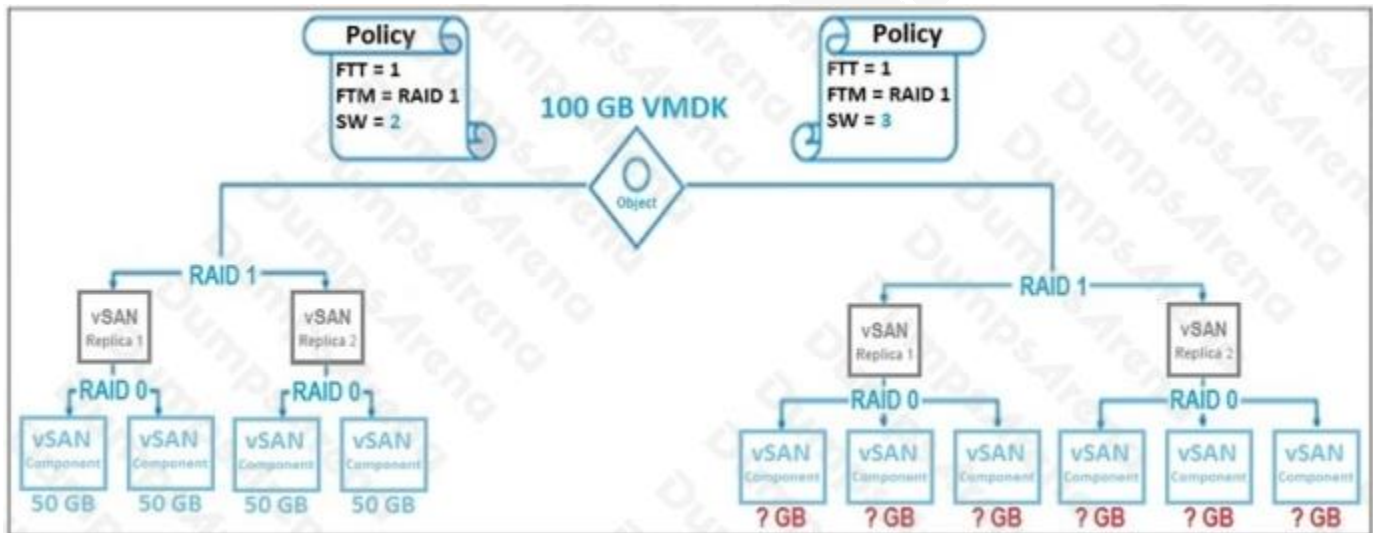 Policy
FTT = 1
FTM = RAID 1
SW = 2
Policy
FTT = 1
FTM = RAID 1
SW = 3
100 GB VMDK
Object
RAID 1
RAID 1
vSAN
Replica 1
vSAN
Replica 2
vSAN
Replica 1
vSAN
Replica 2
RAID 0
RAID 0
RAID 0
RAID 0
vSAN
Component
50 GB
vSAN
Component
50 GB
vSAN
Component
50 GB
vSAN
Component
50 GB
vSAN
Component
? GB
vSAN
Component
? GB
vSAN
Component
? GB
vSAN
Component
? GB
vSAN
Component
? GB
vSAN
Component
? GB
DumpsArena